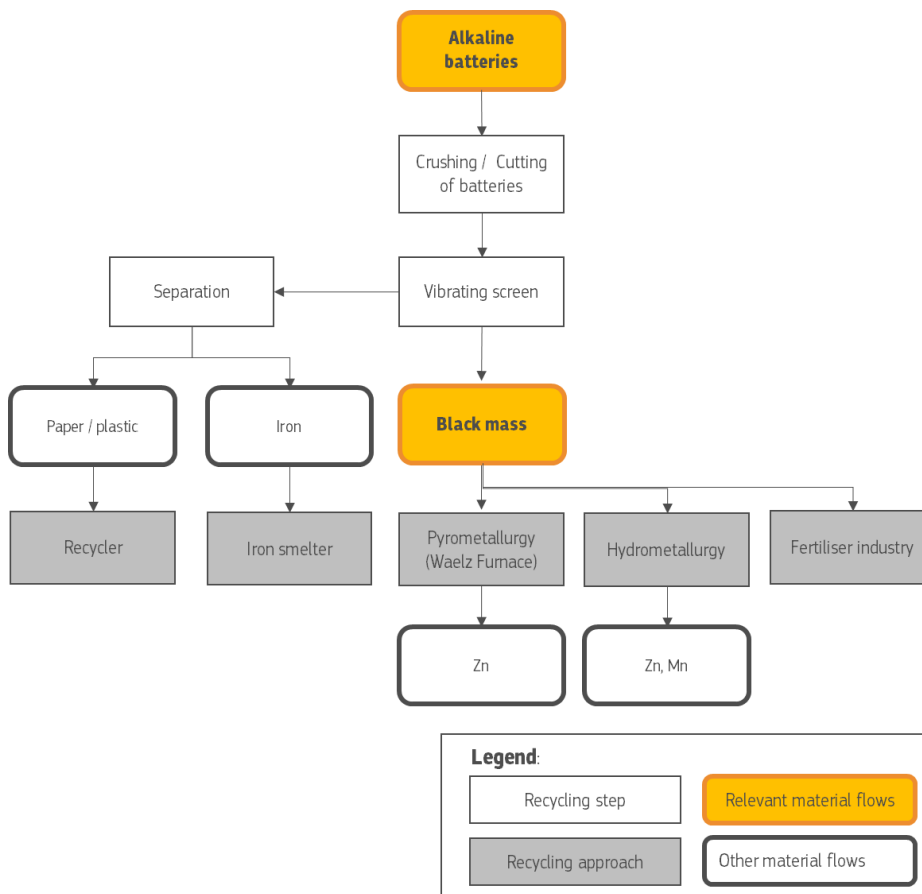 Alkaline
batteries
Crushing / Cutting
of batteries
Separation
Vibrating screen
Paper / plastic
Iron
Black mass
Recycler
Iron smelter
Pyrometallurgy
(Waelz Furnace)
Hydrometallurgy
Fertiliser industry
Zn
Zn, Mn
Legend:
Recycling step
Relevant material flows
Recycling approach
Other material flows